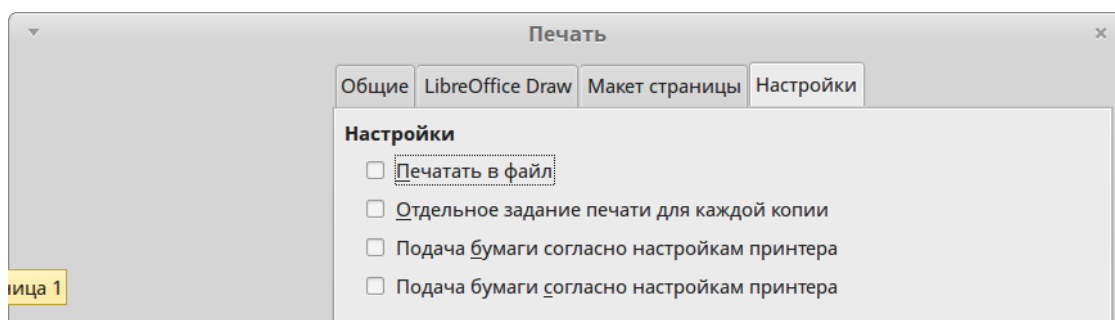 Печать
Общие LibreOffice Draw Макет страницы Настройки
Настройки
Печатать в файл
Отдельное задание печати для каждой копии
Подача бумаги согласно настройкам принтера
ница 1
Подача бумаги согласно настройкам принтера